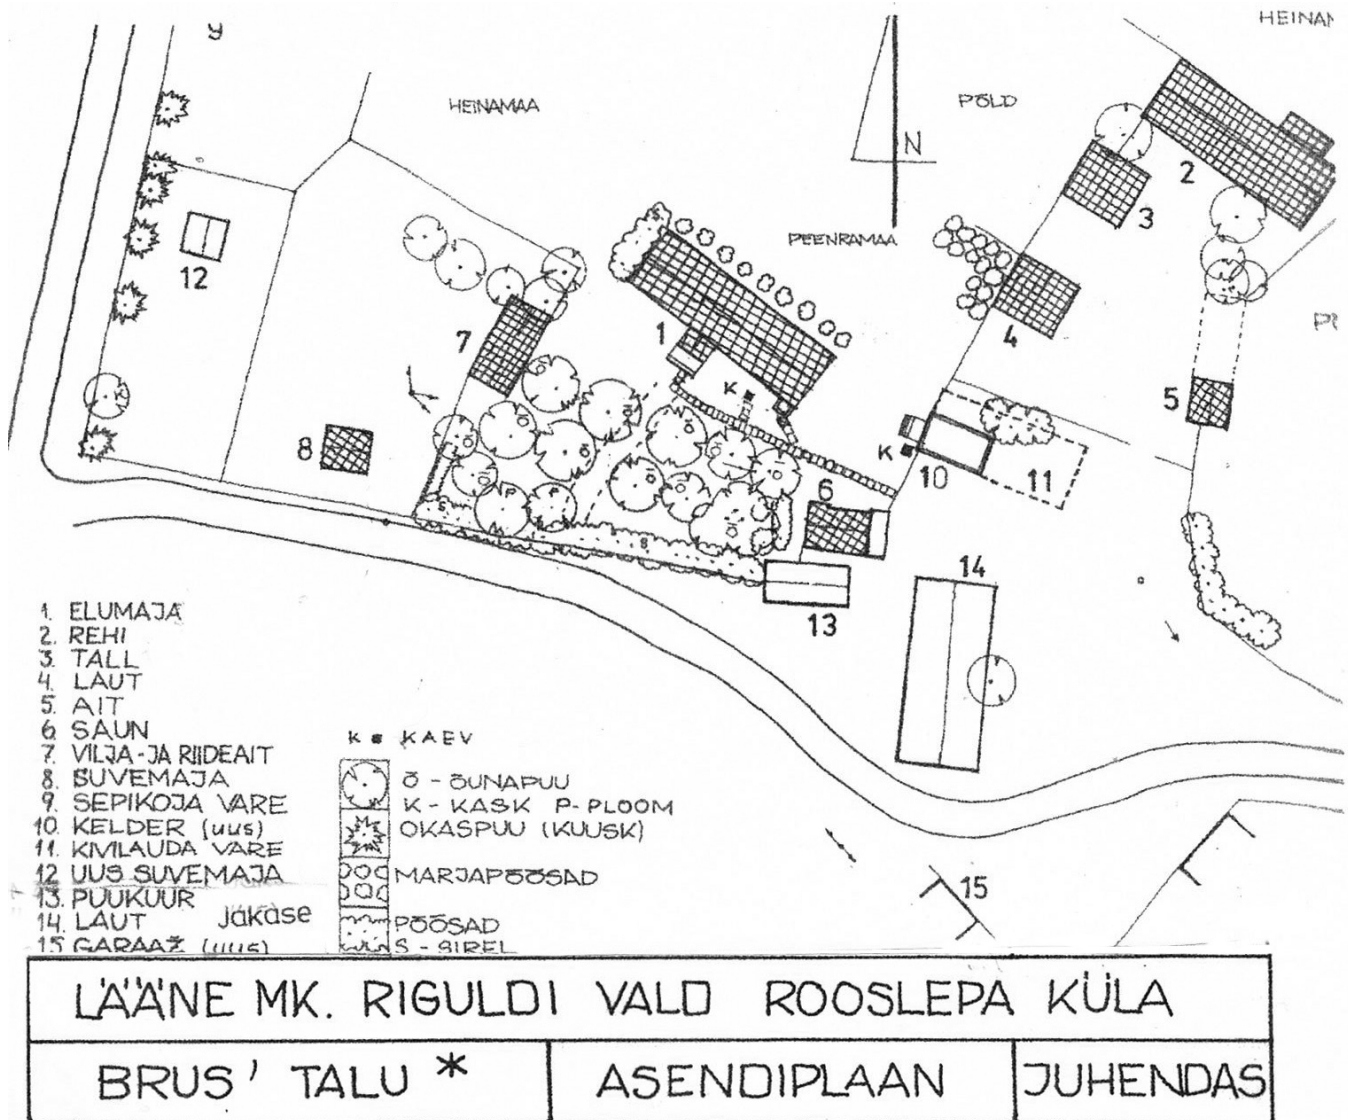 HEINAMAA
PÕLD
N
PEENRAMAA
1
2
3
4
5
6
7
8
10
11
12
13
14
15
K
K
1. ELUMAJA
2. REHI
3. TALL
4. LAUT
5. AIT
6. SAUN
7. VILJA-JA RIIDEAIT
8. SUVEMAJA
9. SEPIKOJA VARE
10. KELDER (uus)
11. KIVILAUDA VARE
12 UUS SUVEMAJA
13. PUUKUUR
14. LAUT Jakase
15 GARAAŽ (uus)
K ▪ KAEV
Õ - ÕUNAPUU
K - KASK P- PLOOM
OKASPUU (KUUSK)
MARJAPÕÕSAD
PÕÕSAD
S - SIREL
LÄÄNE MK. RIGULDI VALD ROOSLEPA KÜLA
BRUS' TALU * ASENDIPLAAN JUHENDAS